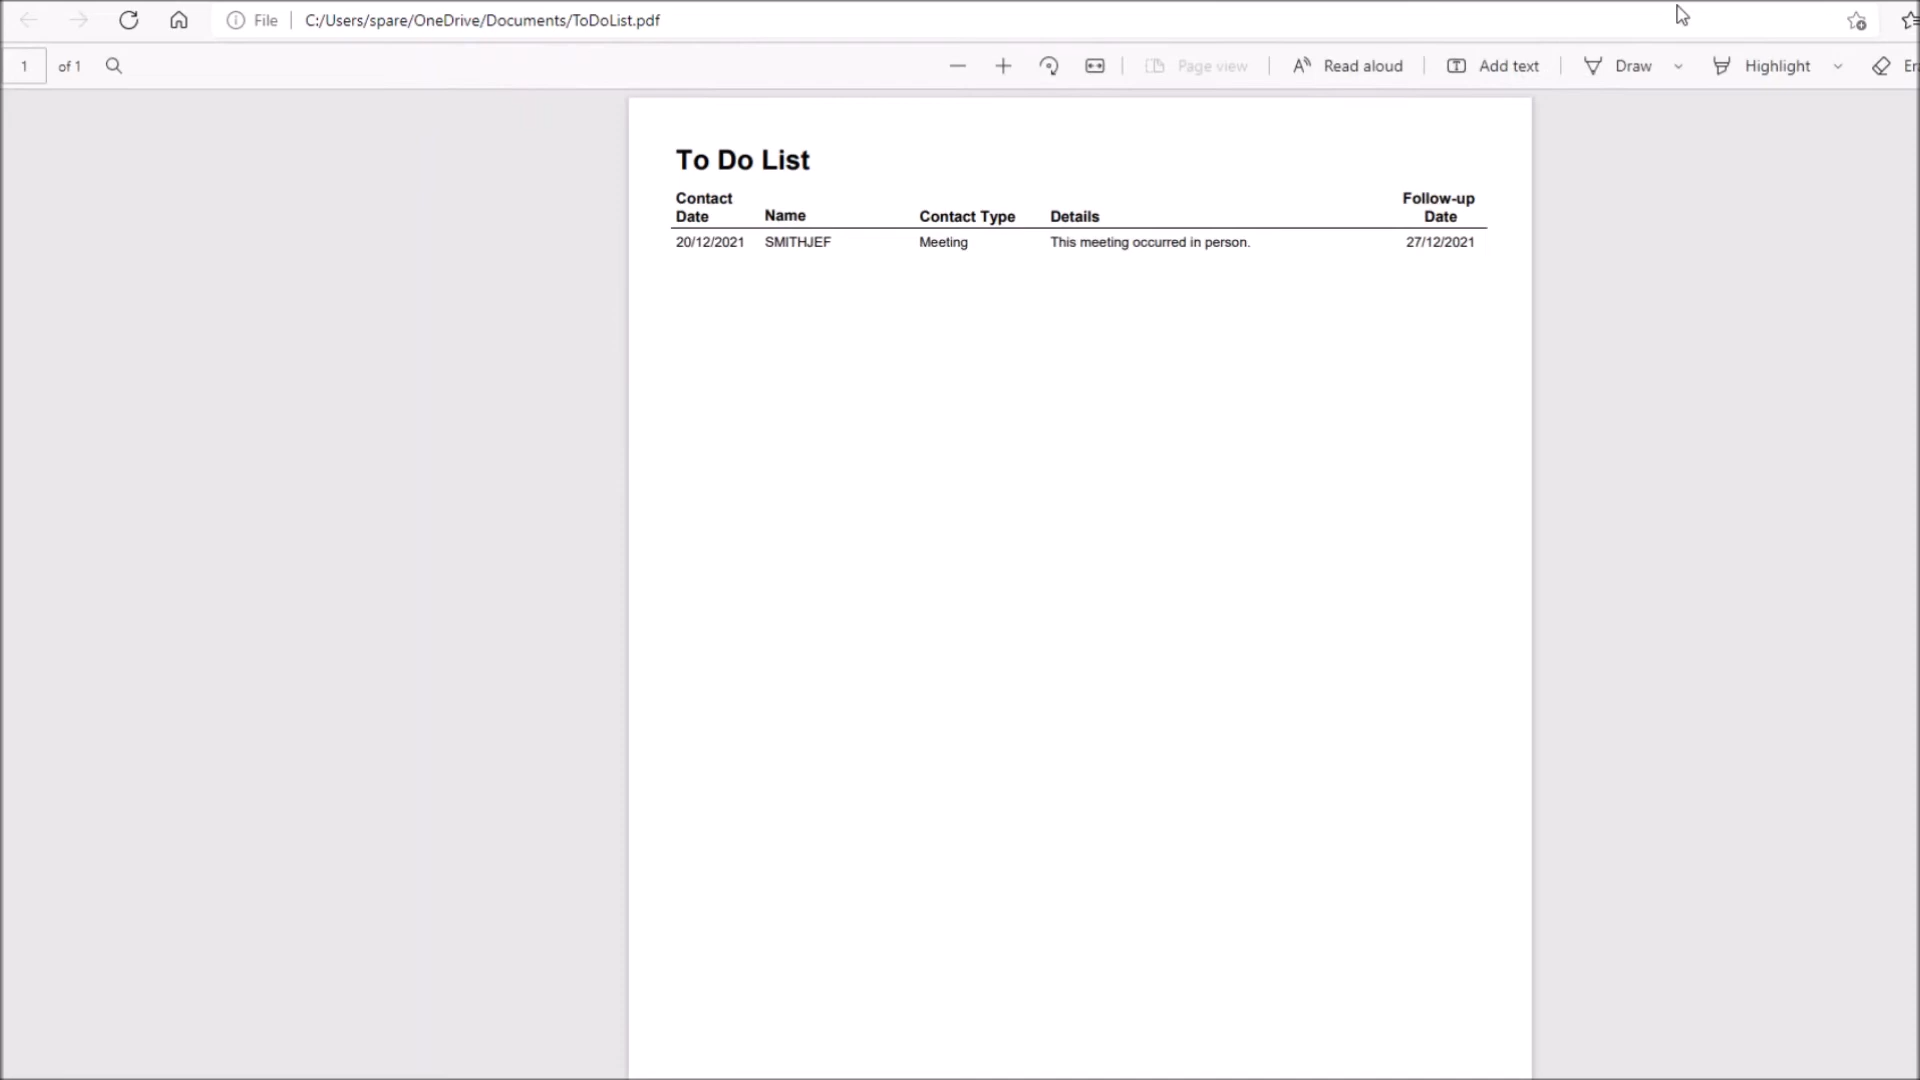 File C:/Users/spare/OneDrive/Documents/ToDoList.pdf
1 of 1 Page view Read aloud Add text Draw Highlight
To Do List
Contact Date Name Contact Type Details Follow-up Date
20/12/2021 SMITHJEF Meeting This meeting occurred in person. 27/12/2021